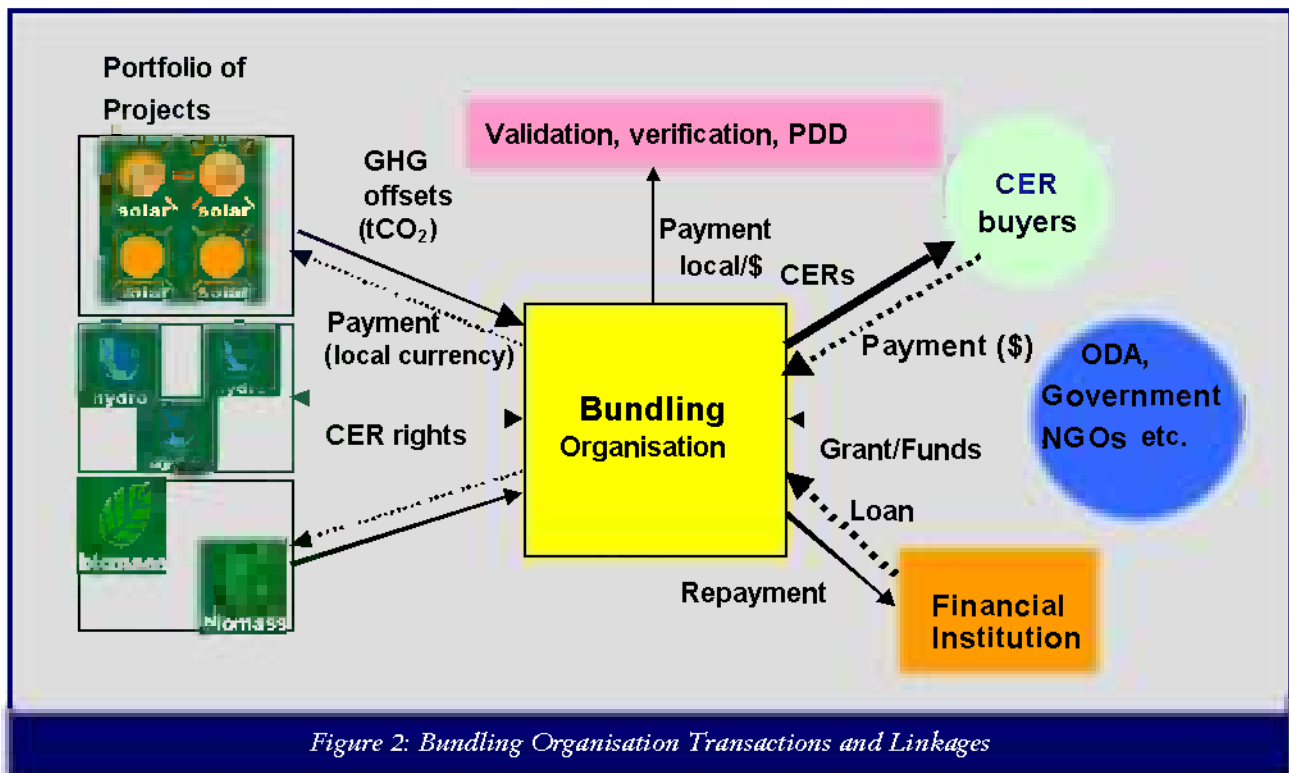 Portfolio of
Projects
solar
solar
solar
solar
hydro
hydro
biomass
biomass
GHG
offsets
(tCO₂)
Payment
(local currency)
CER rights
Validation, verification, PDD
Payment
local/$
CERs
CER
buyers
Payment ($)
ODA,
Government
NGOs etc.
Bundling
Organisation
Grant/Funds
Loan
Repayment
Financial
Institution
Figure 2: Bundling Organisation Transactions and Linkages